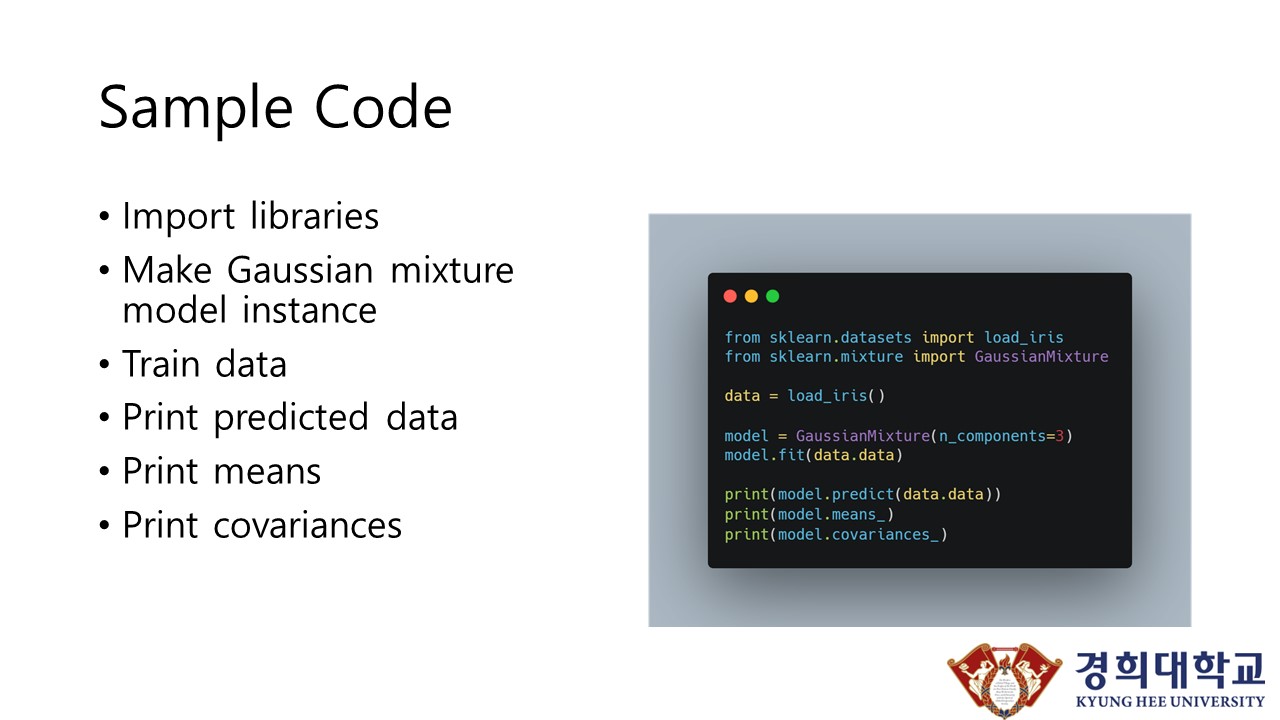 Sample Code
• Import libraries
• Make Gaussian mixture
model instance
• Train data
• Print predicted data
• Print means
• Print covariances
from sklearn.datasets import load_iris
from sklearn.mixture import GaussianMixture
data = load_iris()
model = GaussianMixture(n_components=3)
model.fit(data.data)
print(model.predict(data.data))
print(model.means_)
print(model.covariances_)
경희대학교
KYUNG HEE UNIVERSITY